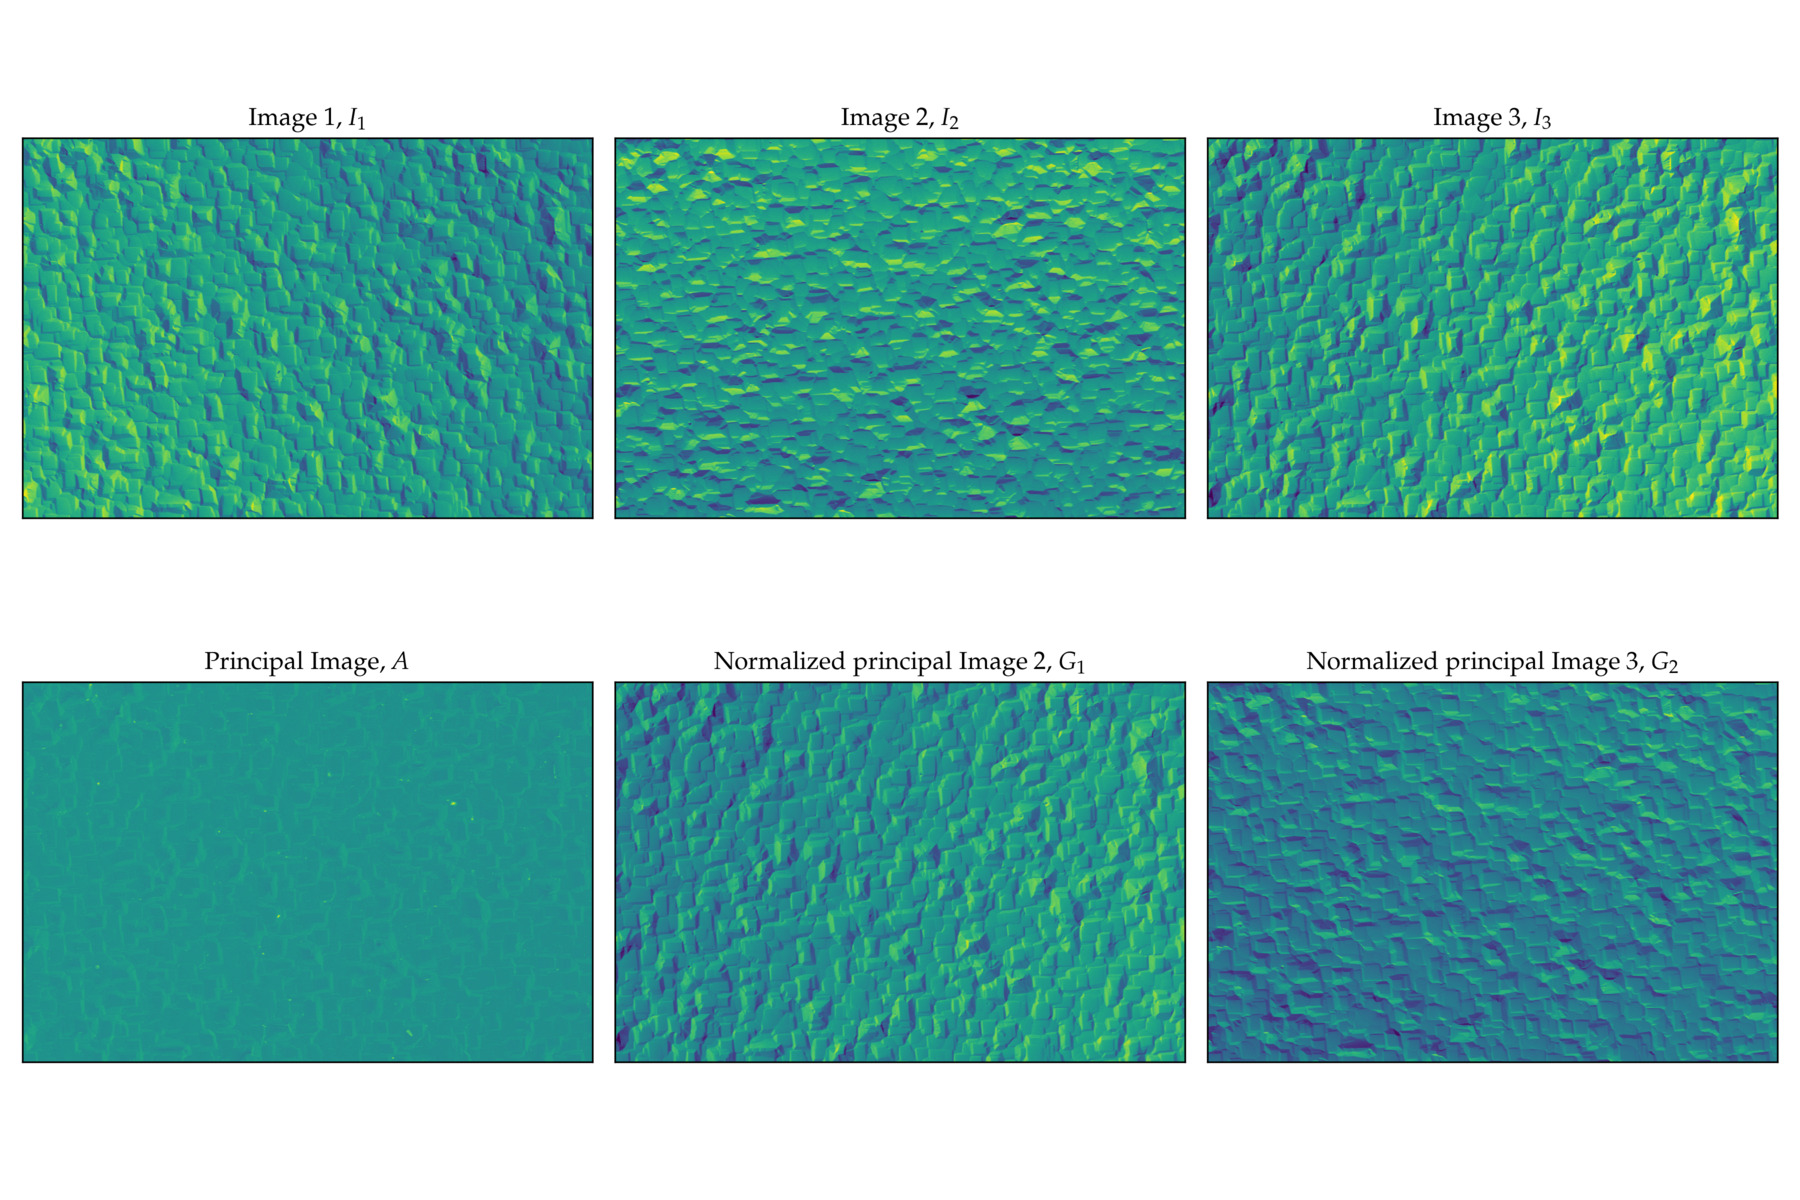 Image 1, I₁
Image 2, I₂
Image 3, I₃
Principal Image, A
Normalized principal Image 2, G₁
Normalized principal Image 3, G₂